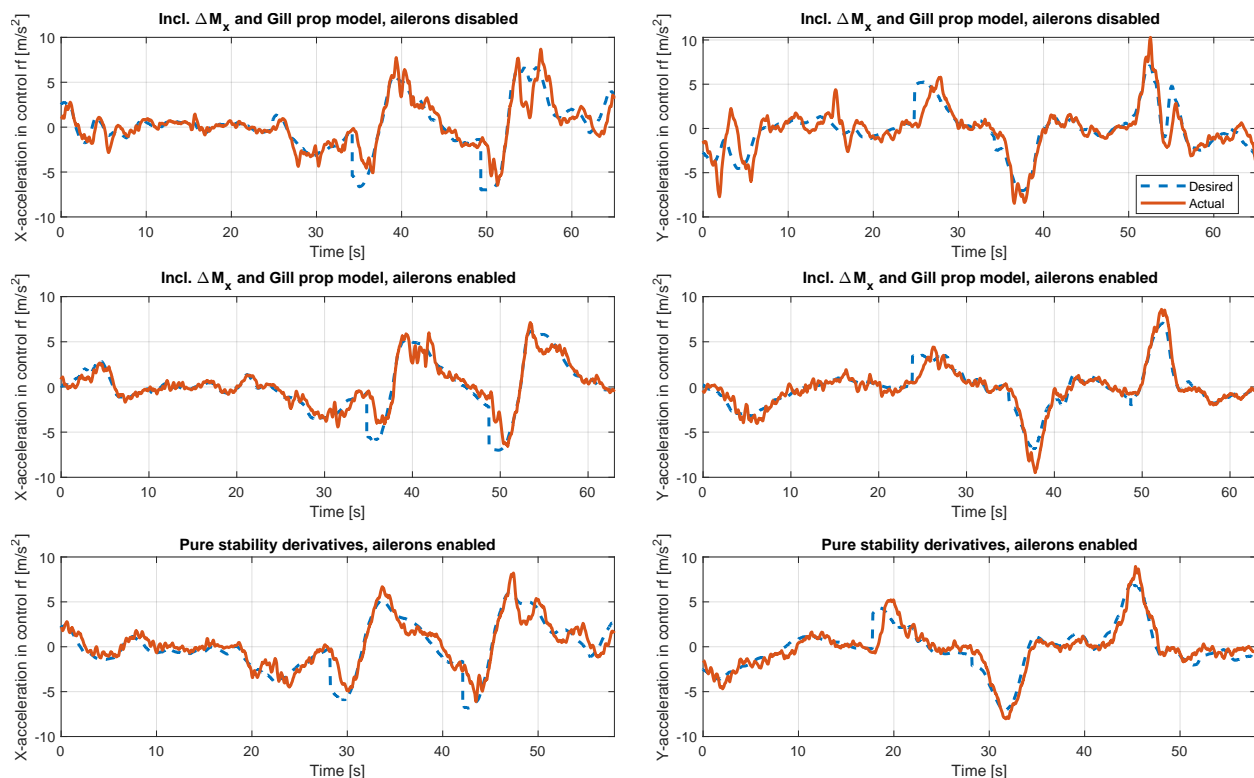 Incl. ΔMx and Gill prop model, ailerons disabled
X-acceleration in control rf [m/s²]
10
5
0
-5
-10
0 10 20 30 40 50 60
Time [s]
Incl. ΔMx and Gill prop model, ailerons disabled
Y-acceleration in control rf [m/s²]
10
5
0
-5
-10
Desired
Actual
0 10 20 30 40 50 60
Time [s]
Incl. ΔMx and Gill prop model, ailerons enabled
X-acceleration in control rf [m/s²]
10
5
0
-5
-10
0 10 20 30 40 50 60
Time [s]
Incl. ΔMx and Gill prop model, ailerons enabled
Y-acceleration in control rf [m/s²]
10
5
0
-5
-10
0 10 20 30 40 50 60
Time [s]
Pure stability derivatives, ailerons enabled
X-acceleration in control rf [m/s²]
10
5
0
-5
-10
0 10 20 30 40 50
Time [s]
Pure stability derivatives, ailerons enabled
Y-acceleration in control rf [m/s²]
10
5
0
-5
-10
0 10 20 30 40 50
Time [s]